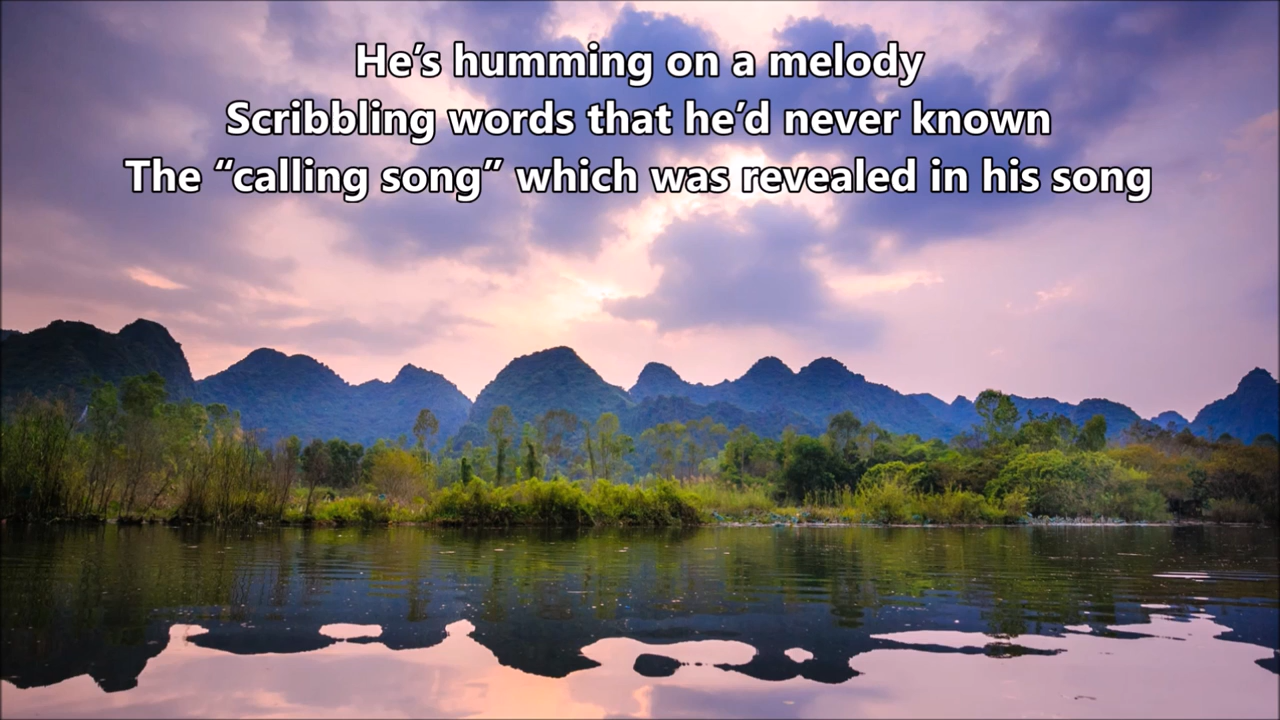 He’s humming on a melody
Scribbling words that he’d never known
The “calling song” which was revealed in his song